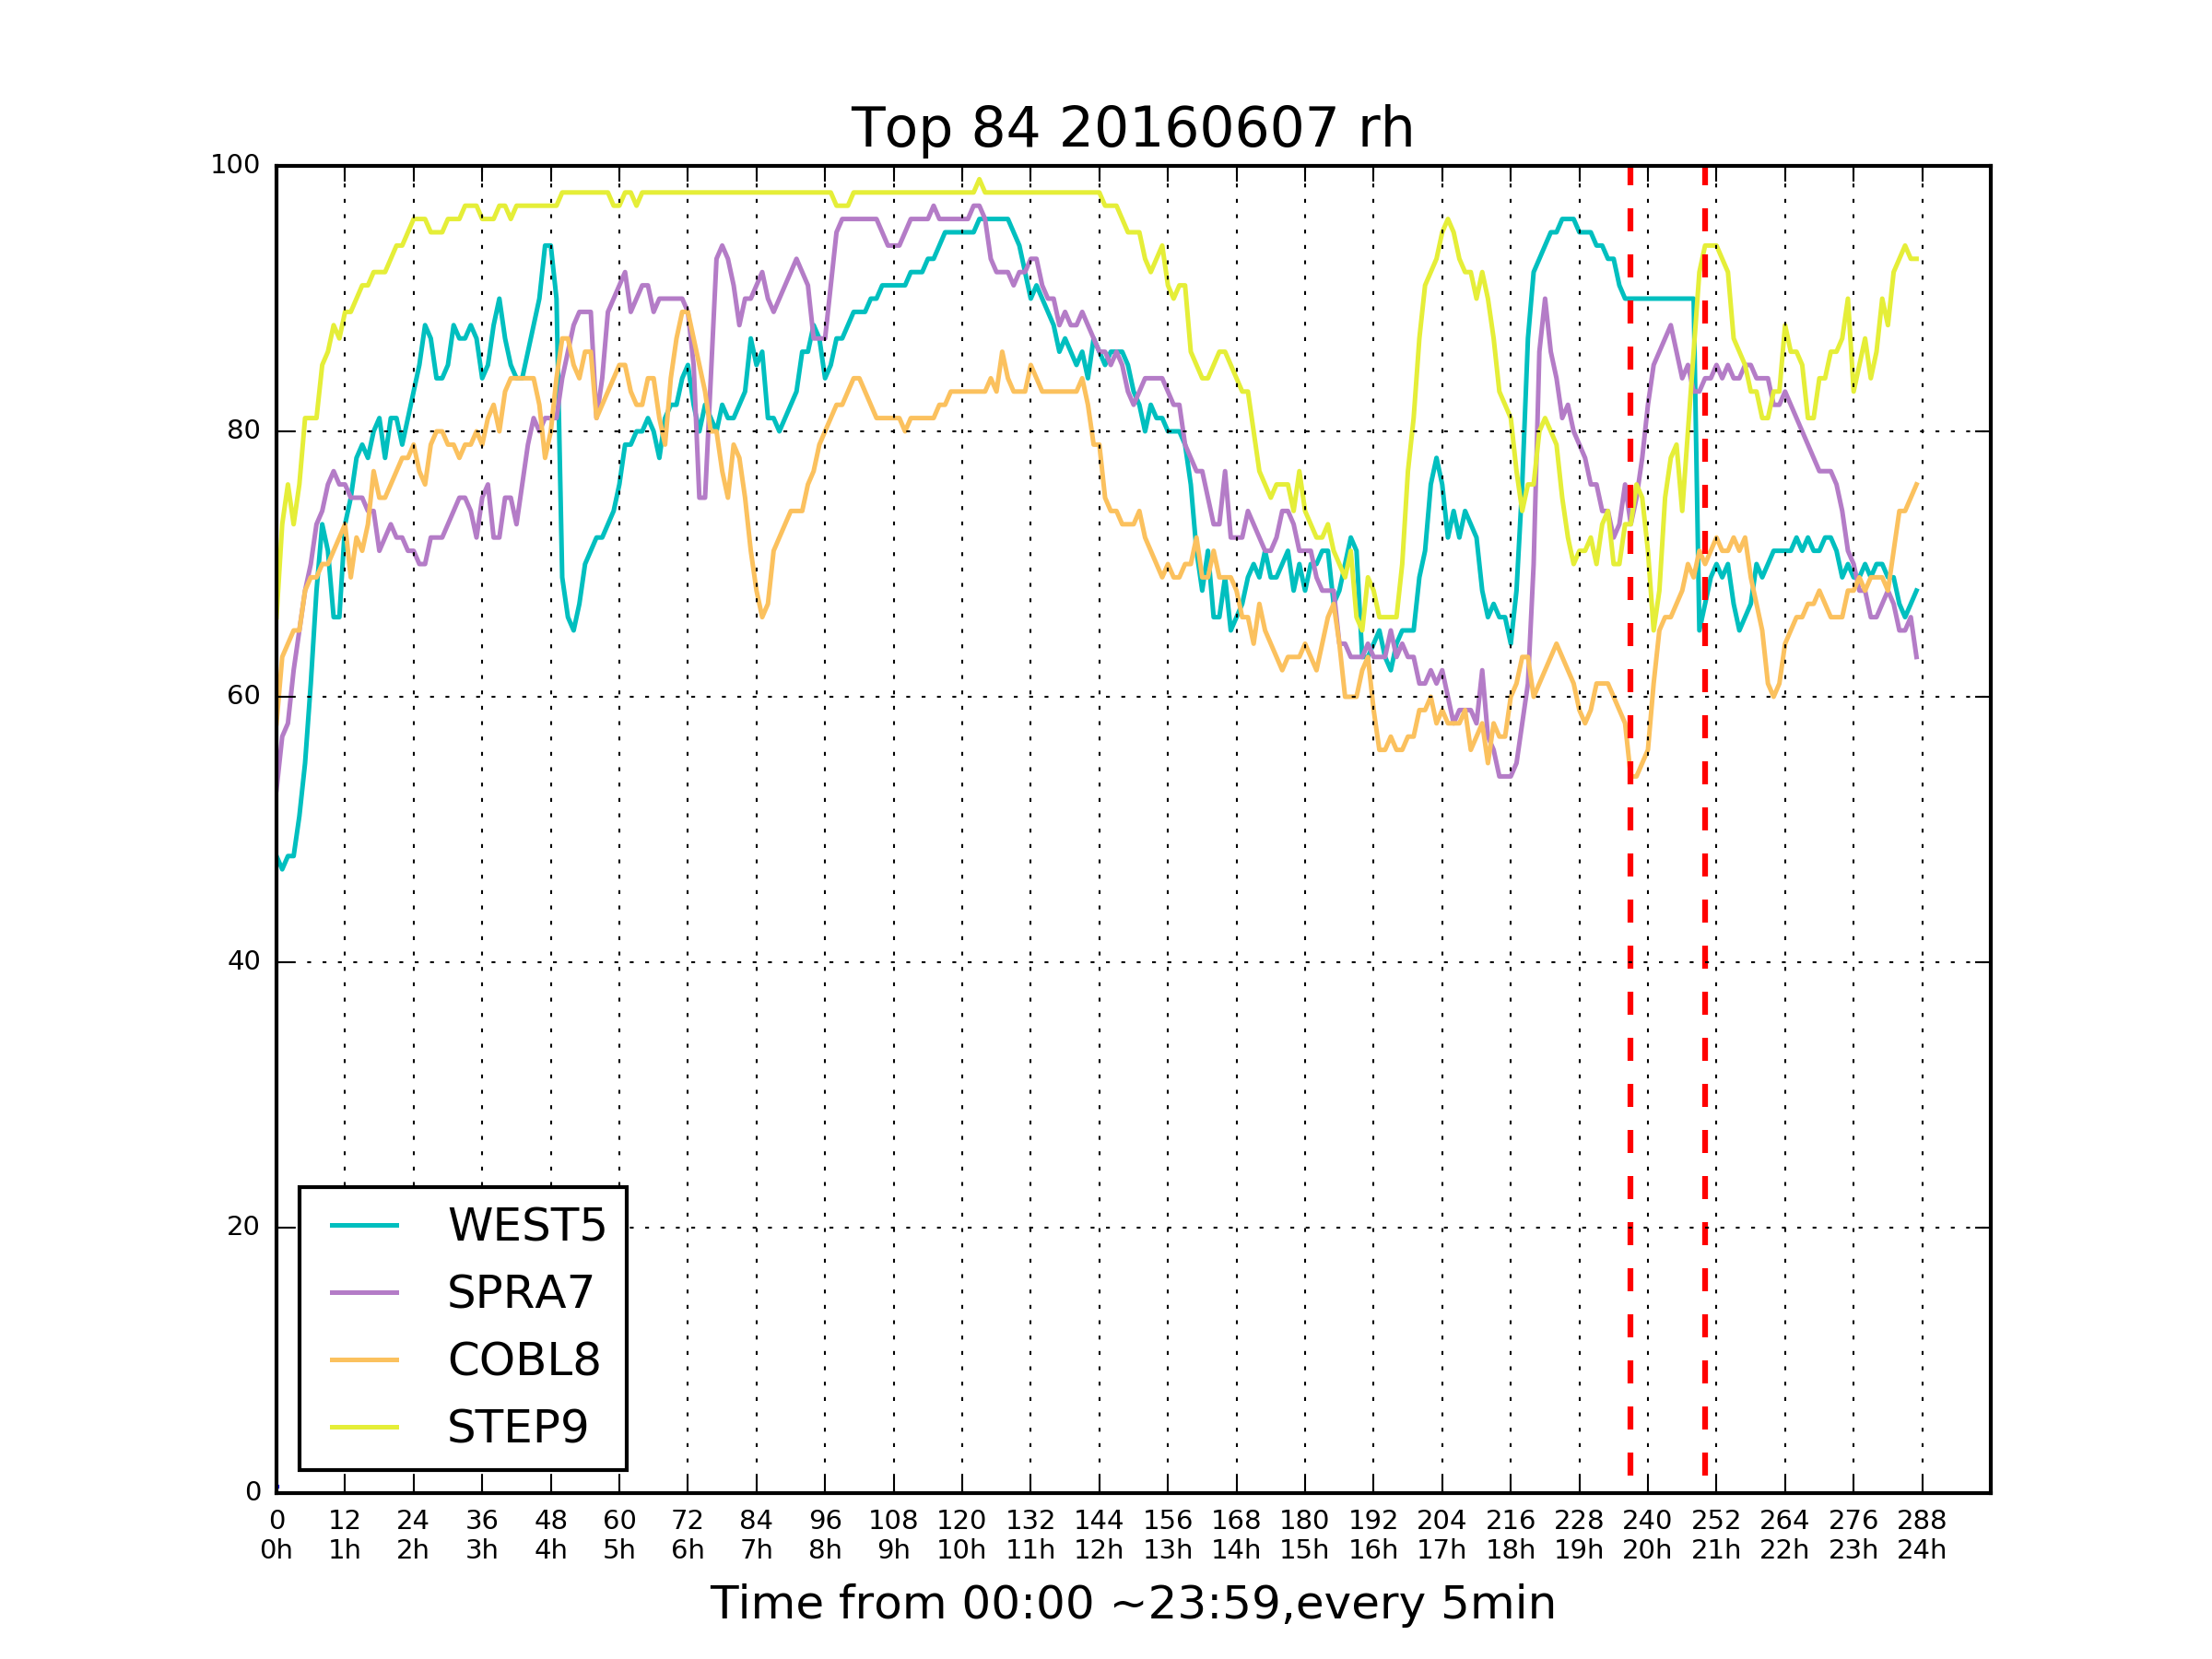 Top 84 20160607 rh
100
80
60
40
20
0
WEST5
SPRA7
COBL8
STEP9
0 12 24 36 48 60 72 84 96 108 120 132 144 156 168 180 192 204 216 228 240 252 264 276 288
0h 1h 2h 3h 4h 5h 6h 7h 8h 9h 10h 11h 12h 13h 14h 15h 16h 17h 18h 19h 20h 21h 22h 23h 24h
Time from 00:00 ~23:59,every 5min